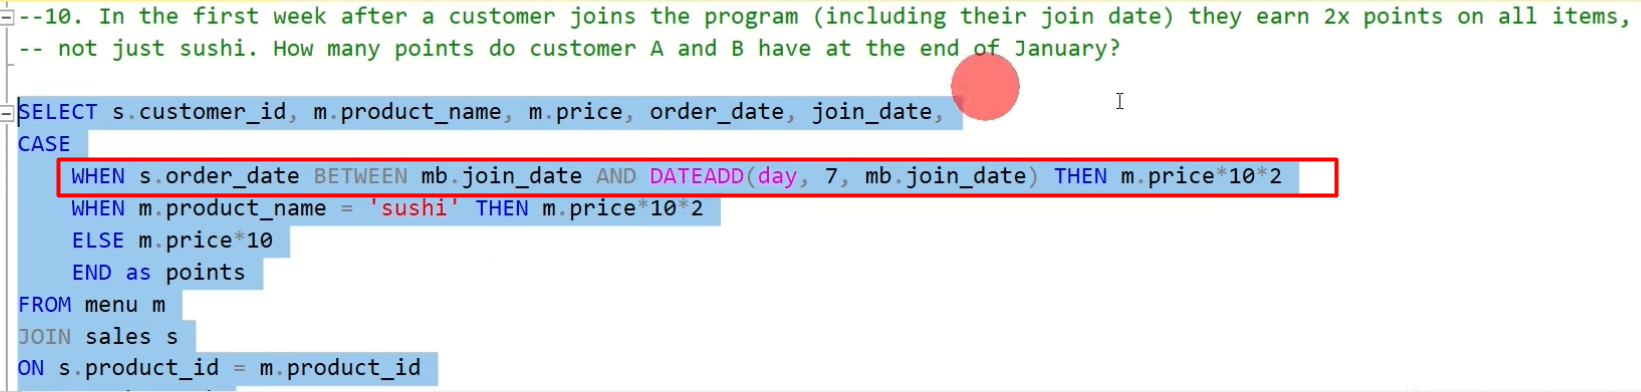 --10. In the first week after a customer joins the program (including their join date) they earn 2x points on all items,
-- not just sushi. How many points do customer A and B have at the end of January?
SELECT s.customer_id, m.product_name, m.price, order_date, join_date,
CASE
WHEN s.order_date BETWEEN mb.join_date AND DATEADD(day, 7, mb.join_date) THEN m.price*10*2
WHEN m.product_name = 'sushi' THEN m.price*10*2
ELSE m.price*10
END as points
FROM menu m
JOIN sales s
ON s.product_id = m.product_id